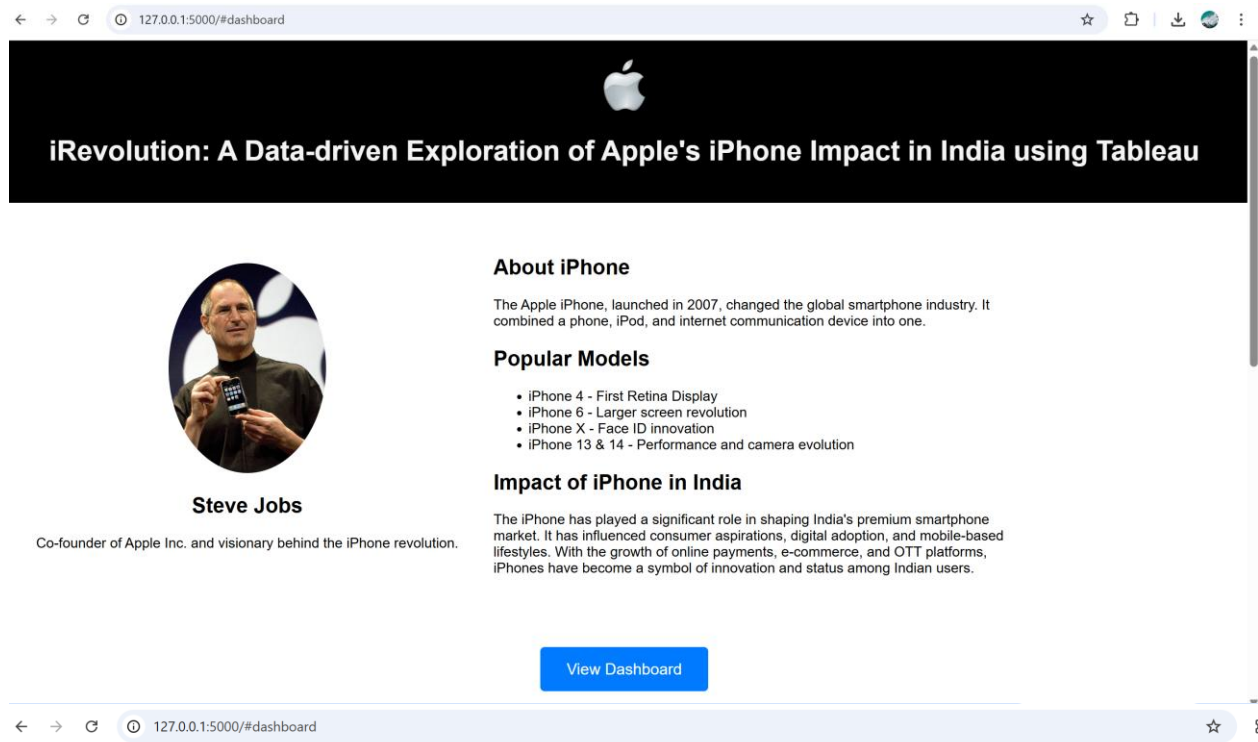 127.0.0.1:5000/#dashboard
iRevolution: A Data-driven Exploration of Apple's iPhone Impact in India using Tableau
Steve Jobs
Co-founder of Apple Inc. and visionary behind the iPhone revolution.
About iPhone
The Apple iPhone, launched in 2007, changed the global smartphone industry. It
combined a phone, iPod, and internet communication device into one.
Popular Models
• iPhone 4 - First Retina Display
• iPhone 6 - Larger screen revolution
• iPhone X - Face ID innovation
• iPhone 13 & 14 - Performance and camera evolution
Impact of iPhone in India
The iPhone has played a significant role in shaping India's premium smartphone
market. It has influenced consumer aspirations, digital adoption, and mobile-based
lifestyles. With the growth of online payments, e-commerce, and OTT platforms,
iPhones have become a symbol of innovation and status among Indian users.
View Dashboard
127.0.0.1:5000/#dashboard